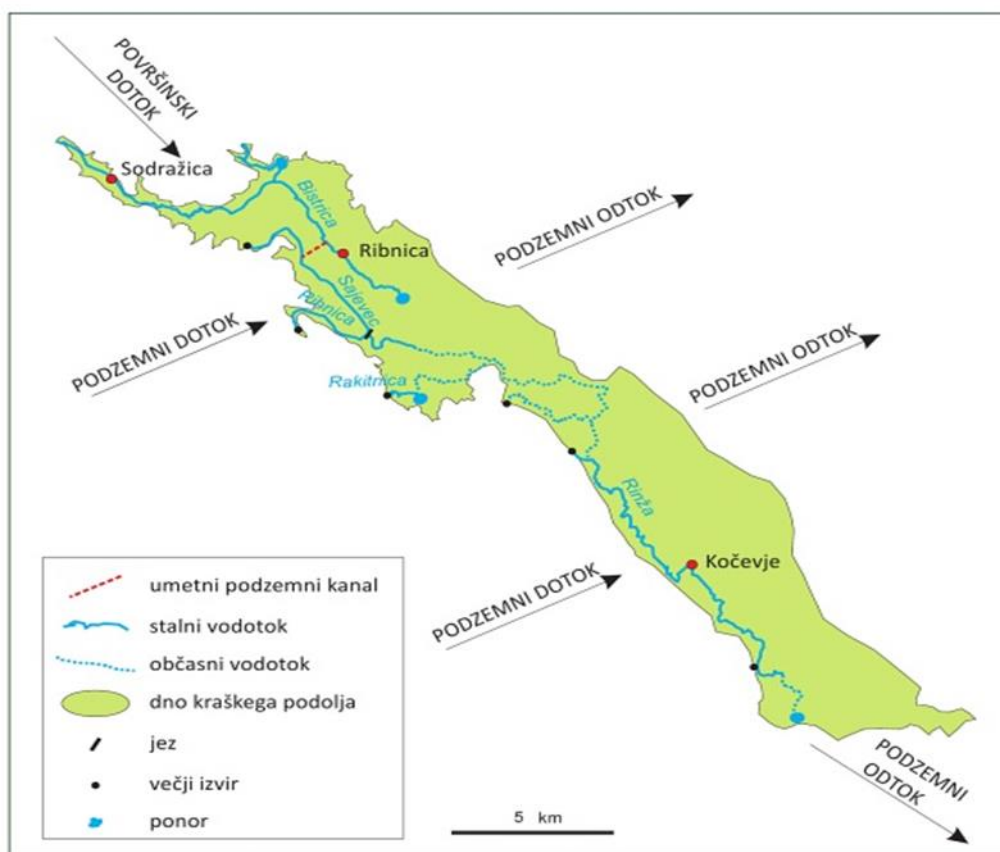 POVRŠINSKI
DOTOK
Sodražica
Bistrica
Ribnica
PODZEMNI ODTOK
Sajevec
Ribnica
PODZEMNI DOTOK
Rakitnica
PODZEMNI ODTOK
Rinža
Kočevje
PODZEMNI DOTOK
PODZEMNI
ODTOK
umetni podzemni kanal
stalni vodotok
občasni vodotok
dno kraškega podolja
jez
večji izvir
ponor
5 km